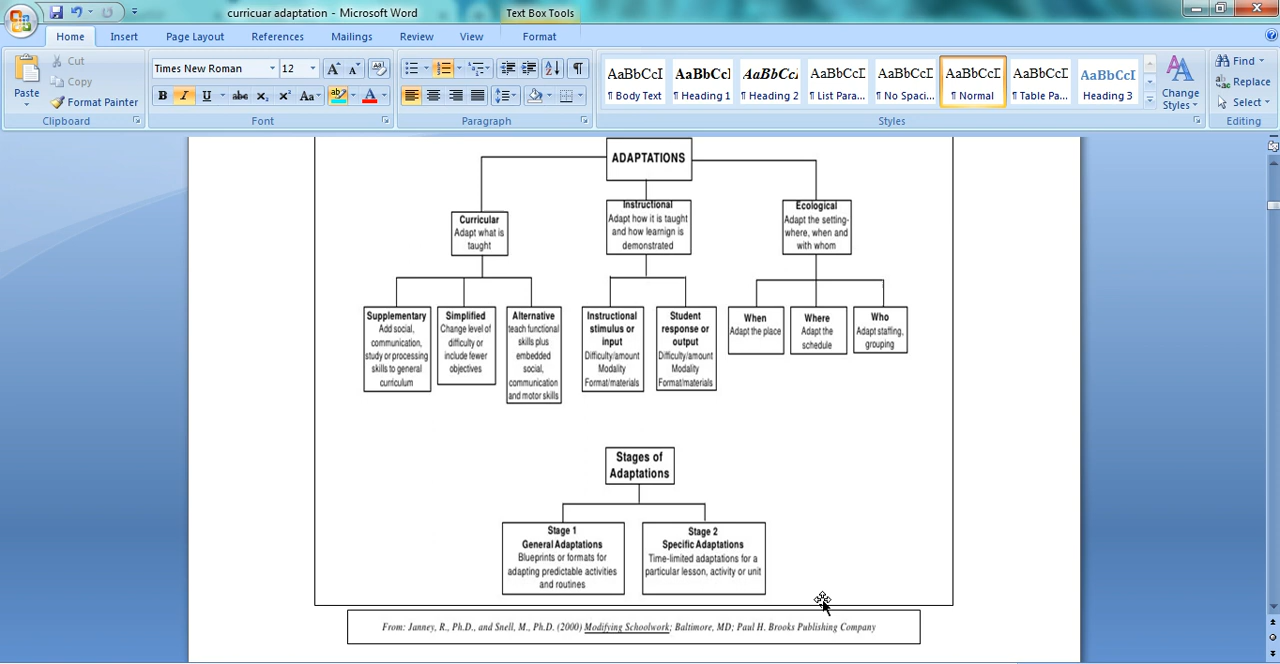 curricuar adaptation - Microsoft Word
Text Box Tools
Home Insert Page Layout References Mailings Review View Format
Paste
Cut
Copy
Format Painter
Clipboard
Times New Roman 12
Font
Paragraph
AaBbCcI AaBbCcl AaBbCc. AaBbCcI AaBbCcI AaBbCcI AaBbCcI AaBbCcI
¶ Body Text ¶ Heading 1 ¶ Heading 2 ¶ List Para... ¶ No Spaci... ¶ Normal ¶ Table Pa... Heading 3
Styles
Change
Styles
Find
Replace
Select
Editing
ADAPTATIONS
Curricular
Adapt what is
taught
Instructional
Adapt how it is taught
and how learnign is
demonstrated
Ecological
Adapt the setting-
where, when and
with whom
Supplementary
Add social,
communication,
study or processing
skills to general
curriculum
Simplified
Change level of
difficulty or
include fewer
objectives
Alternative
teach functional
skills plus
embedded
social,
communication
and motor skills
Instructional
stimulus or
input
Difficulty/amount
Modality
Format/materials
Student
response or
output
Difficulty/amount
Modality
Format/materials
When
Adapt the place
Where
Adapt the
schedule
Who
Adapt staffing,
grouping
Stages of
Adaptations
Stage 1
General Adaptations
Blueprints or formats for
adapting predictable activities
and routines
Stage 2
Specific Adaptations
Time-limited adaptations for a
particular lesson, activity or unit
From: Janney, R., Ph.D., and Snell, M., Ph.D. (2000) Modifying Schoolwork; Baltimore, MD; Paul H. Brooks Publishing Company